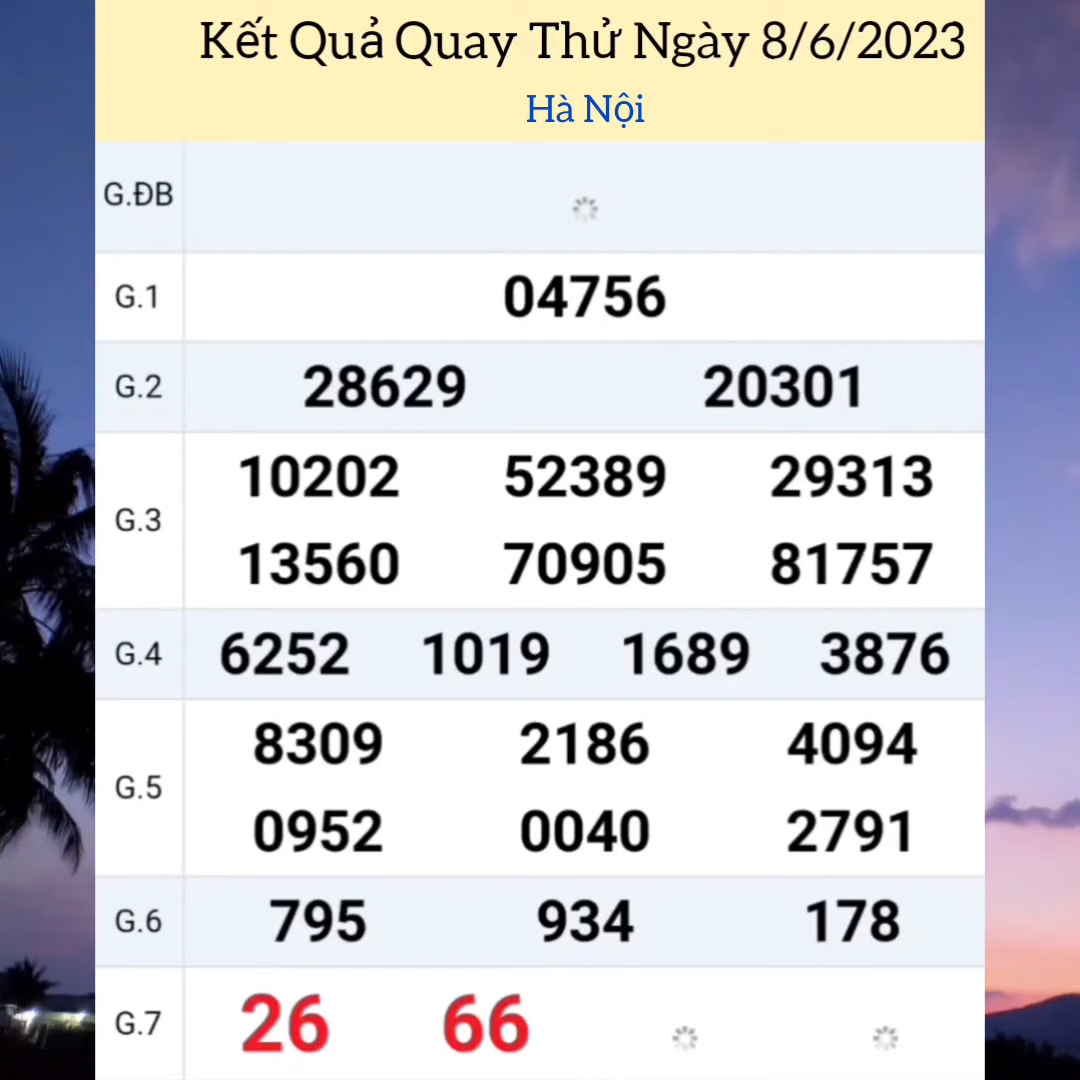 Kết Quả Quay Thử Ngày 8/6/2023
Hà Nội
G.ĐB
G.1 04756
G.2 28629 20301
G.3
10202 52389 29313
13560 70905 81757
G.4 6252 1019 1689 3876
G.5
8309 2186 4094
0952 0040 2791
G.6 795 934 178
G.7 26 66